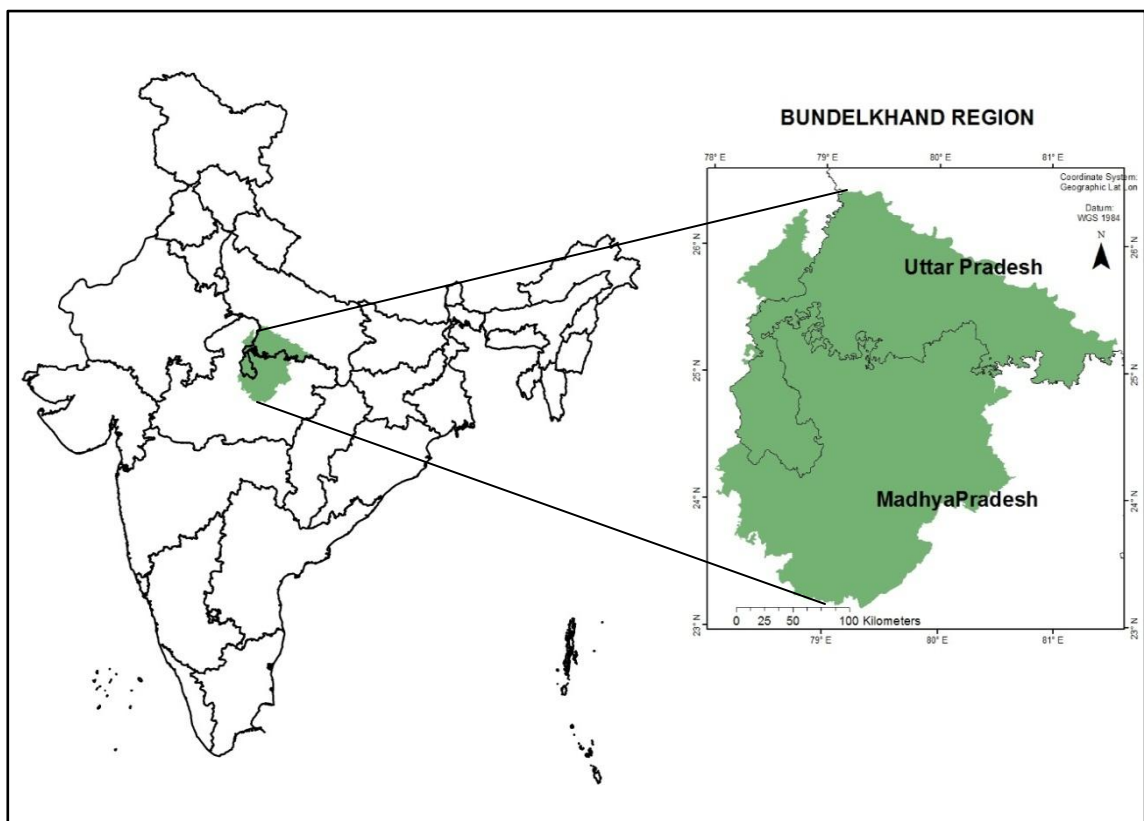 BUNDELKHAND REGION
78° E 79° E 80° E 81° E
Coordinate System:
Geographic Lat Lon
Datum:
WGS 1984
N
26° N 26° N
Uttar Pradesh
25° N 25° N
24° N 24° N
MadhyaPradesh
0 25 50 100 Kilometers
23° N 23° N
79° E 80° E 81° E